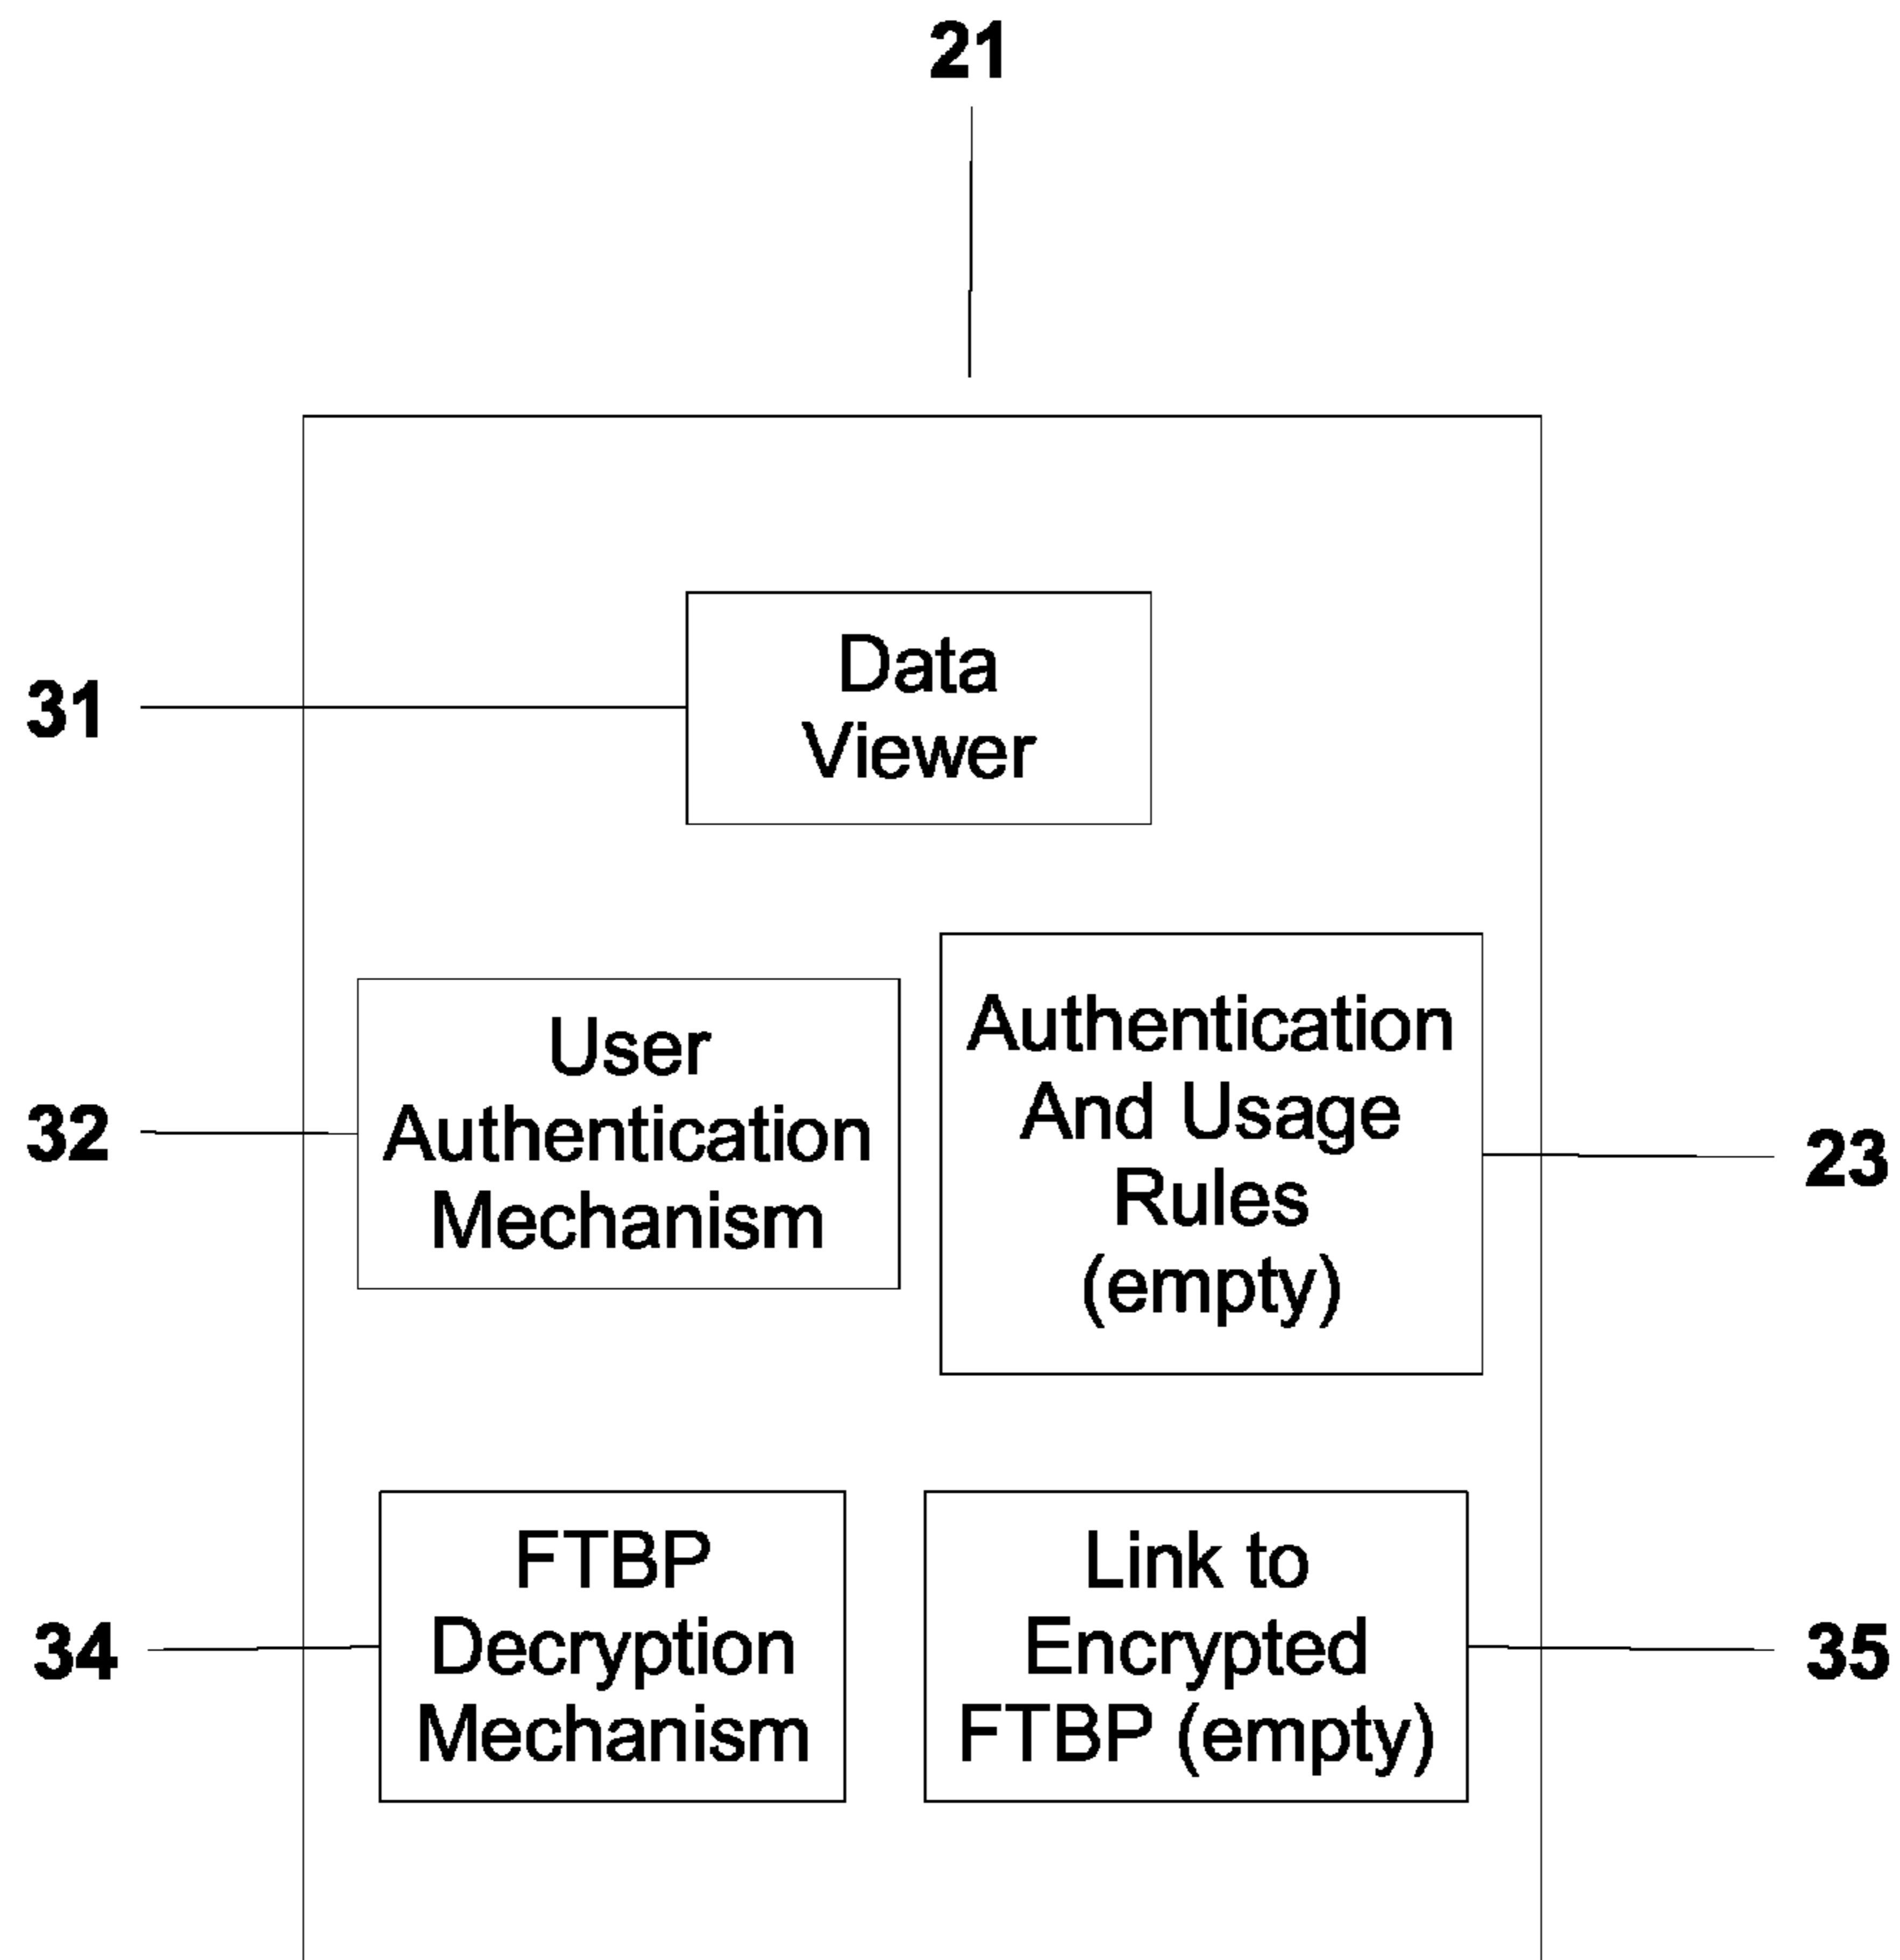 21
31
Data
Viewer
32
User
Authentication
Mechanism
Authentication
And Usage
Rules
(empty)
23
34
FTBP
Decryption
Mechanism
Link to
Encrypted
FTBP (empty)
35